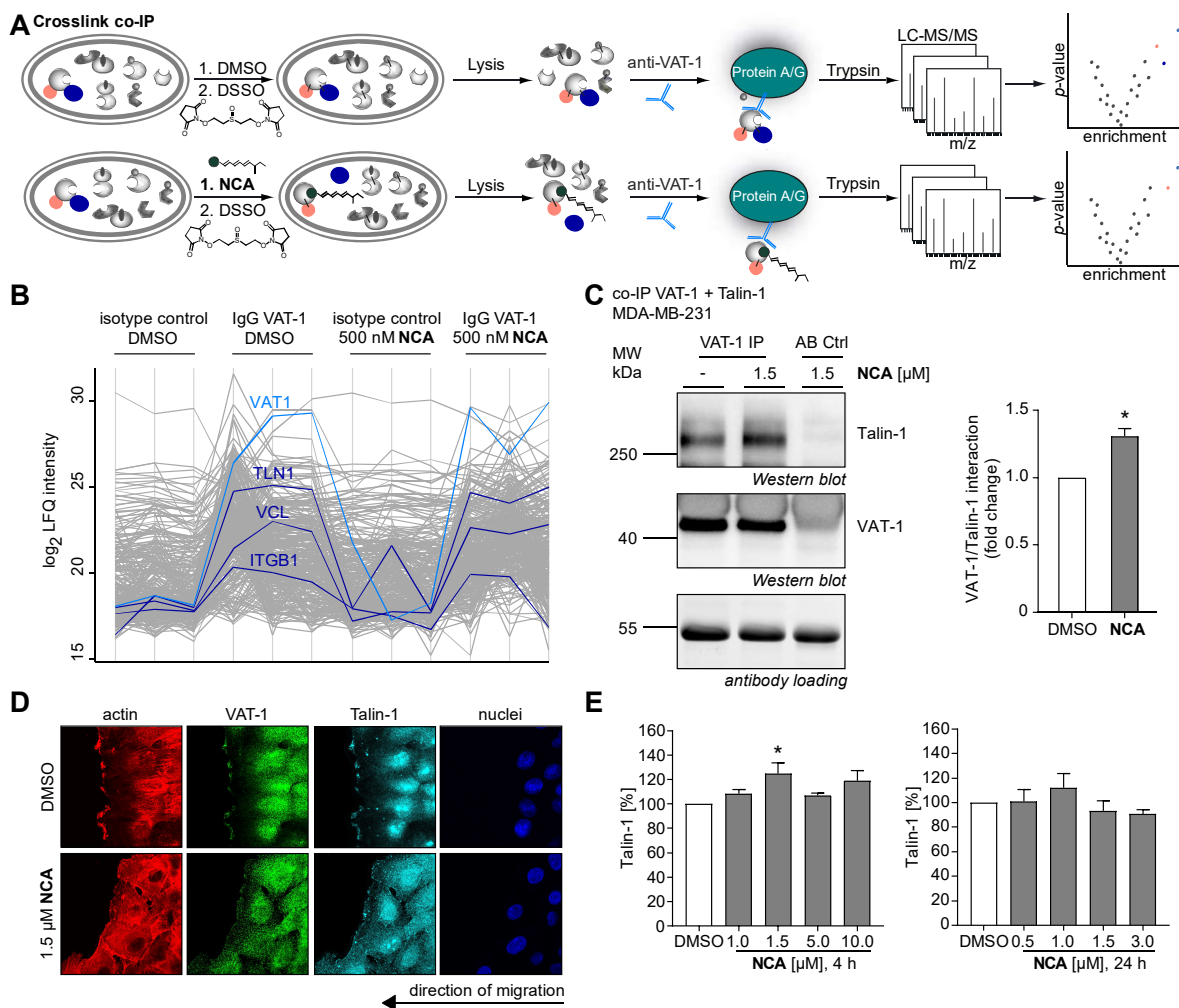 A Crosslink co-IP
1. DMSO
2. DSSO
O
N
O
O
O
S
O
O
O
N
O
Lysis
anti-VAT-1
Protein A/G
Trypsin
LC-MS/MS
m/z
p-value
enrichment
1. NCA
2. DSSO
O
N
O
O
O
S
O
O
O
N
O
Lysis
anti-VAT-1
Protein A/G
Trypsin
m/z
p-value
enrichment
B
isotype control
DMSO
IgG VAT-1
DMSO
isotype control
500 nM NCA
IgG VAT-1
500 nM NCA
log2 LFQ intensity
30
25
20
15
VAT1
TLN1
VCL
ITGB1
C co-IP VAT-1 + Talin-1
MDA-MB-231
MW
kDa
VAT-1 IP
AB Ctrl
- 1.5 1.5 NCA [µM]
250
Talin-1
Western blot
40
VAT-1
Western blot
55
antibody loading
VAT-1/Talin-1 interaction
(fold change)
1.5
1.0
0.5
0
*
DMSO
NCA
D
actin VAT-1 Talin-1 nuclei
DMSO
1.5 µM NCA
direction of migration
E
Talin-1 [%]
160
140
120
100
80
60
40
20
0
*
DMSO 1.0 1.5 5.0 10.0
NCA [µM], 4 h
Talin-1 [%]
160
140
120
100
80
60
40
20
0
DMSO 0.5 1.0 1.5 3.0
NCA [µM], 24 h